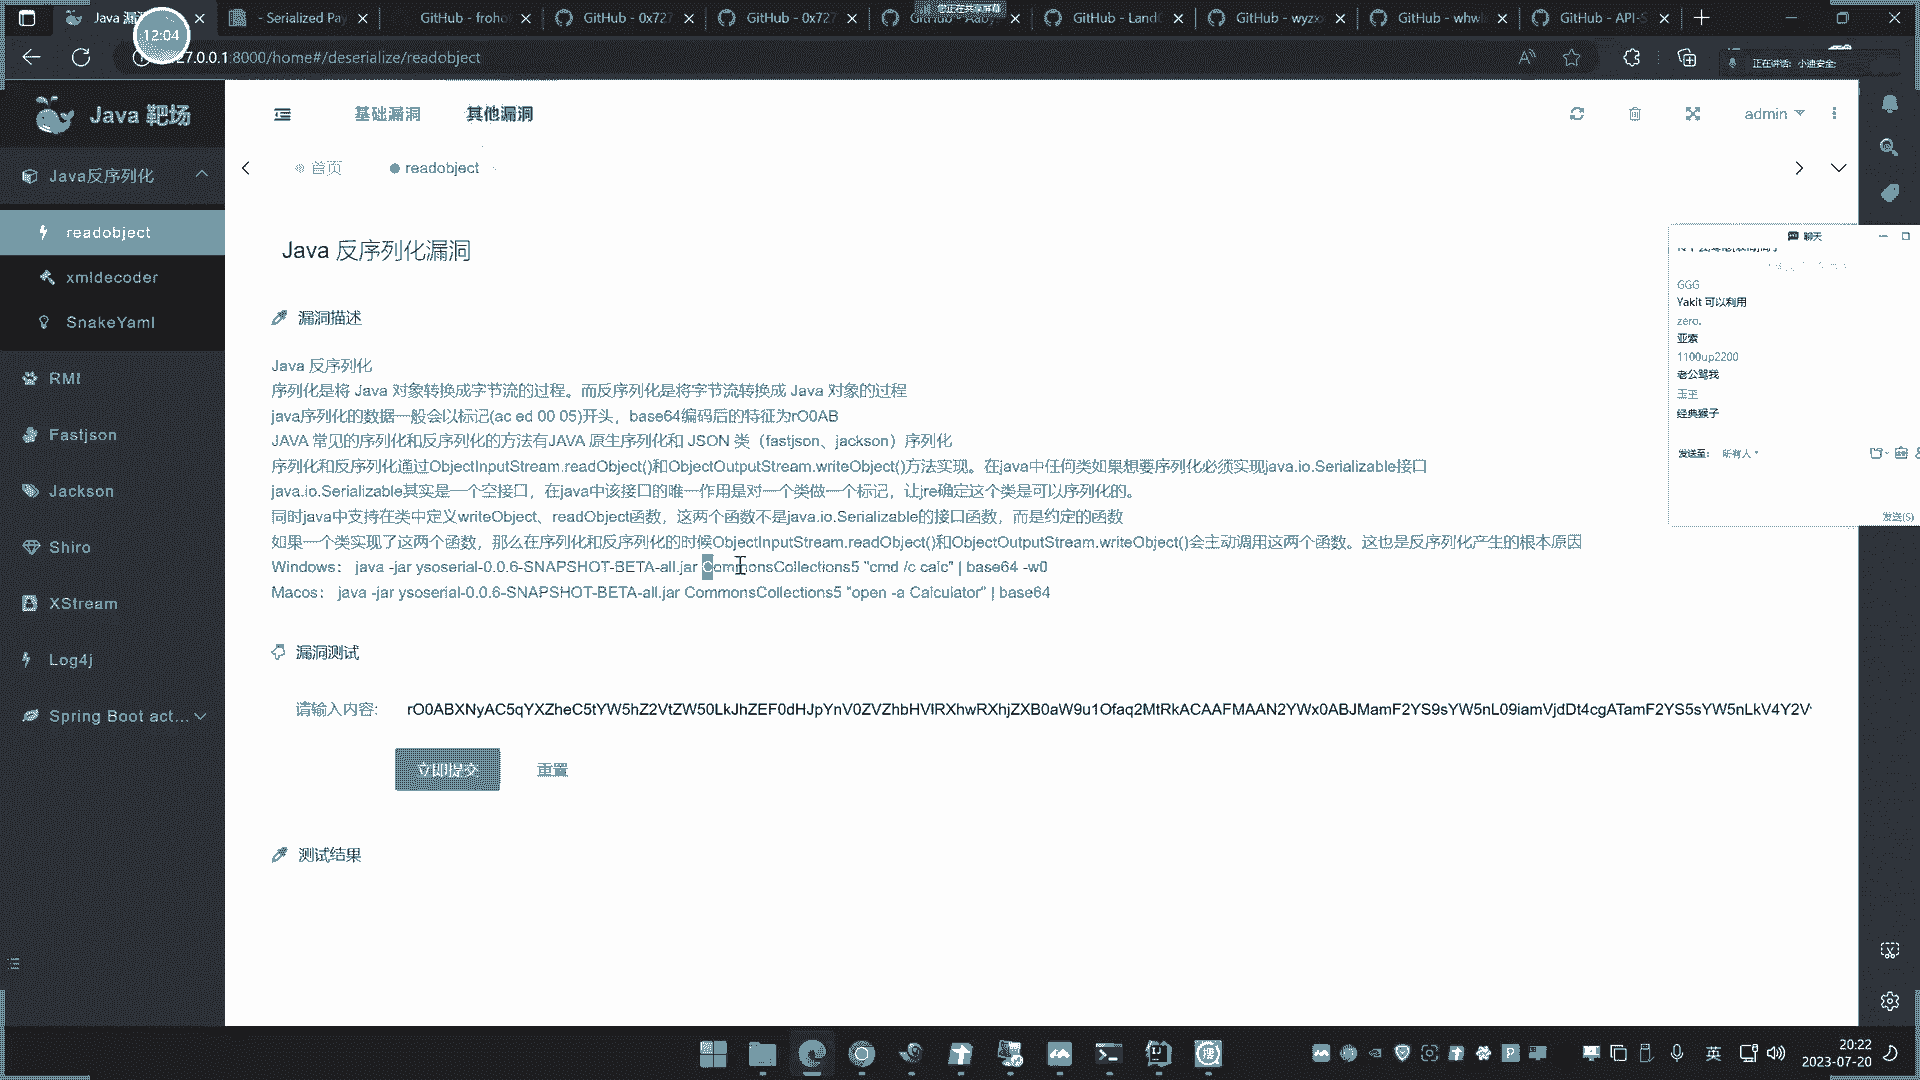 Java 漏
- Serialized Pay
GitHub - froho
GitHub - 0x727
GitHub - 0x727
GitHub - Land
GitHub - wyzx
GitHub - whwl
GitHub - API-S
您正在共享屏幕
12:04
27.0.0.1:8000/home#/deserialize/readobject
正在讲话: 小迪安全;
Java 靶场
基础漏洞
其他漏洞
admin
首页
readobject
Java反序列化
readobject
xmldecoder
SnakeYaml
RMI
Fastjson
Jackson
Shiro
XStream
Log4j
Spring Boot act...
Java 反序列化漏洞
漏洞描述
Java 反序列化
序列化是将 Java 对象转换成字节流的过程。而反序列化是将字节流转换成 Java 对象的过程
java序列化的数据一般会以标记(ac ed 00 05)开头，base64编码后的特征为rO0AB
JAVA 常见的序列化和反序列化的方法有JAVA 原生序列化和 JSON 类（fastjson、jackson）序列化
序列化和反序列化通过ObjectInputStream.readObject()和ObjectOutputStream.writeObject()方法实现。在java中任何类如果想要序列化必须实现java.io.Serializable接口
java.io.Serializable其实是一个空接口，在java中该接口的唯一作用是对一个类做一个标记，让jre确定这个类是可以序列化的。
同时java中支持在类中定义writeObject、readObject函数，这两个函数不是java.io.Serializable的接口函数，而是约定的函数
如果一个类实现了这两个函数，那么在序列化和反序列化的时候ObjectInputStream.readObject()和ObjectOutputStream.writeObject()会主动调用这两个函数。这也是反序列化产生的根本原因
Windows： java -jar ysoserial-0.0.6-SNAPSHOT-BETA-all.jar CommonsCollections5 "cmd /c calc" | base64 -w0
Macos： java -jar ysoserial-0.0.6-SNAPSHOT-BETA-all.jar CommonsCollections5 "open -a Calculator" | base64
漏洞测试
请输入内容:
rO0ABXNyAC5qYXZheC5tYW5hZ2VtZW50LkJhZEF0dHJpYnV0ZVZhbHVlRXhwRXhjZXB0aW9u1Ofaq2MtRkACAAFMAAN2YWx0ABJMamF2YS9sYW5nL09iamVjdDt4cgATamF2YS5sYW5nLkV4Y2V
立即提交
重置
测试结果
聊天
GGG
Yakit 可以利用
zero.
亚索
1100up2200
老公骂我
玉王
经典猴子
发送至:
所有人
发送(S)
英
20:22
2023-07-20